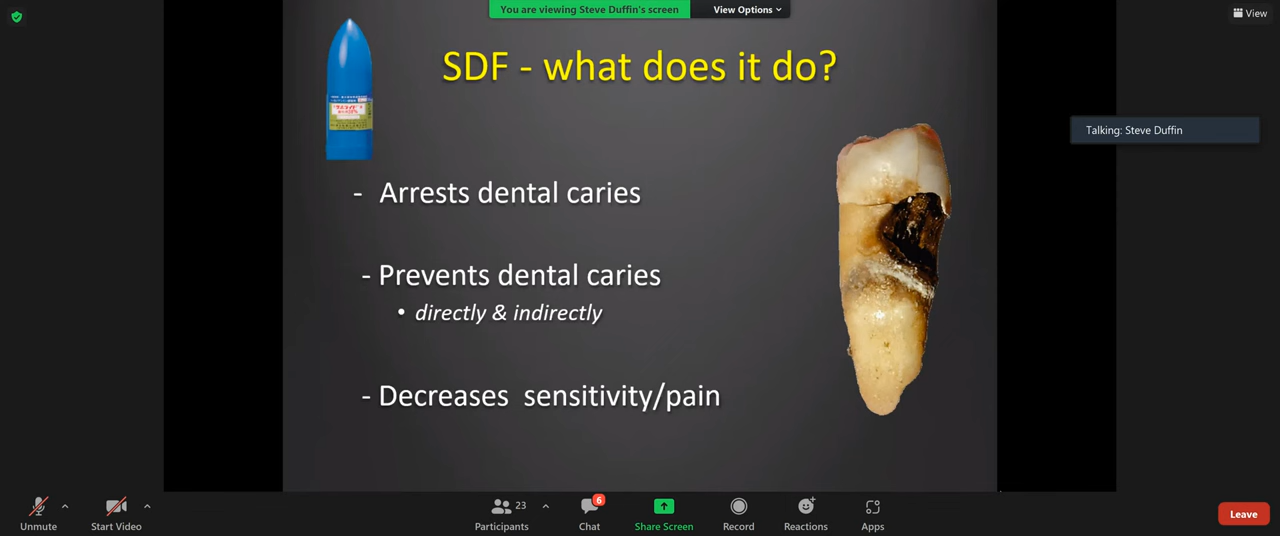 You are viewing Steve Duffin's screen
View Options
View
SDF - what does it do?
Talking: Steve Duffin
- Arrests dental caries
- Prevents dental caries
• directly & indirectly
- Decreases sensitivity/pain
Unmute
Start Video
23
Participants
6
Chat
Share Screen
Record
Reactions
Apps
Leave